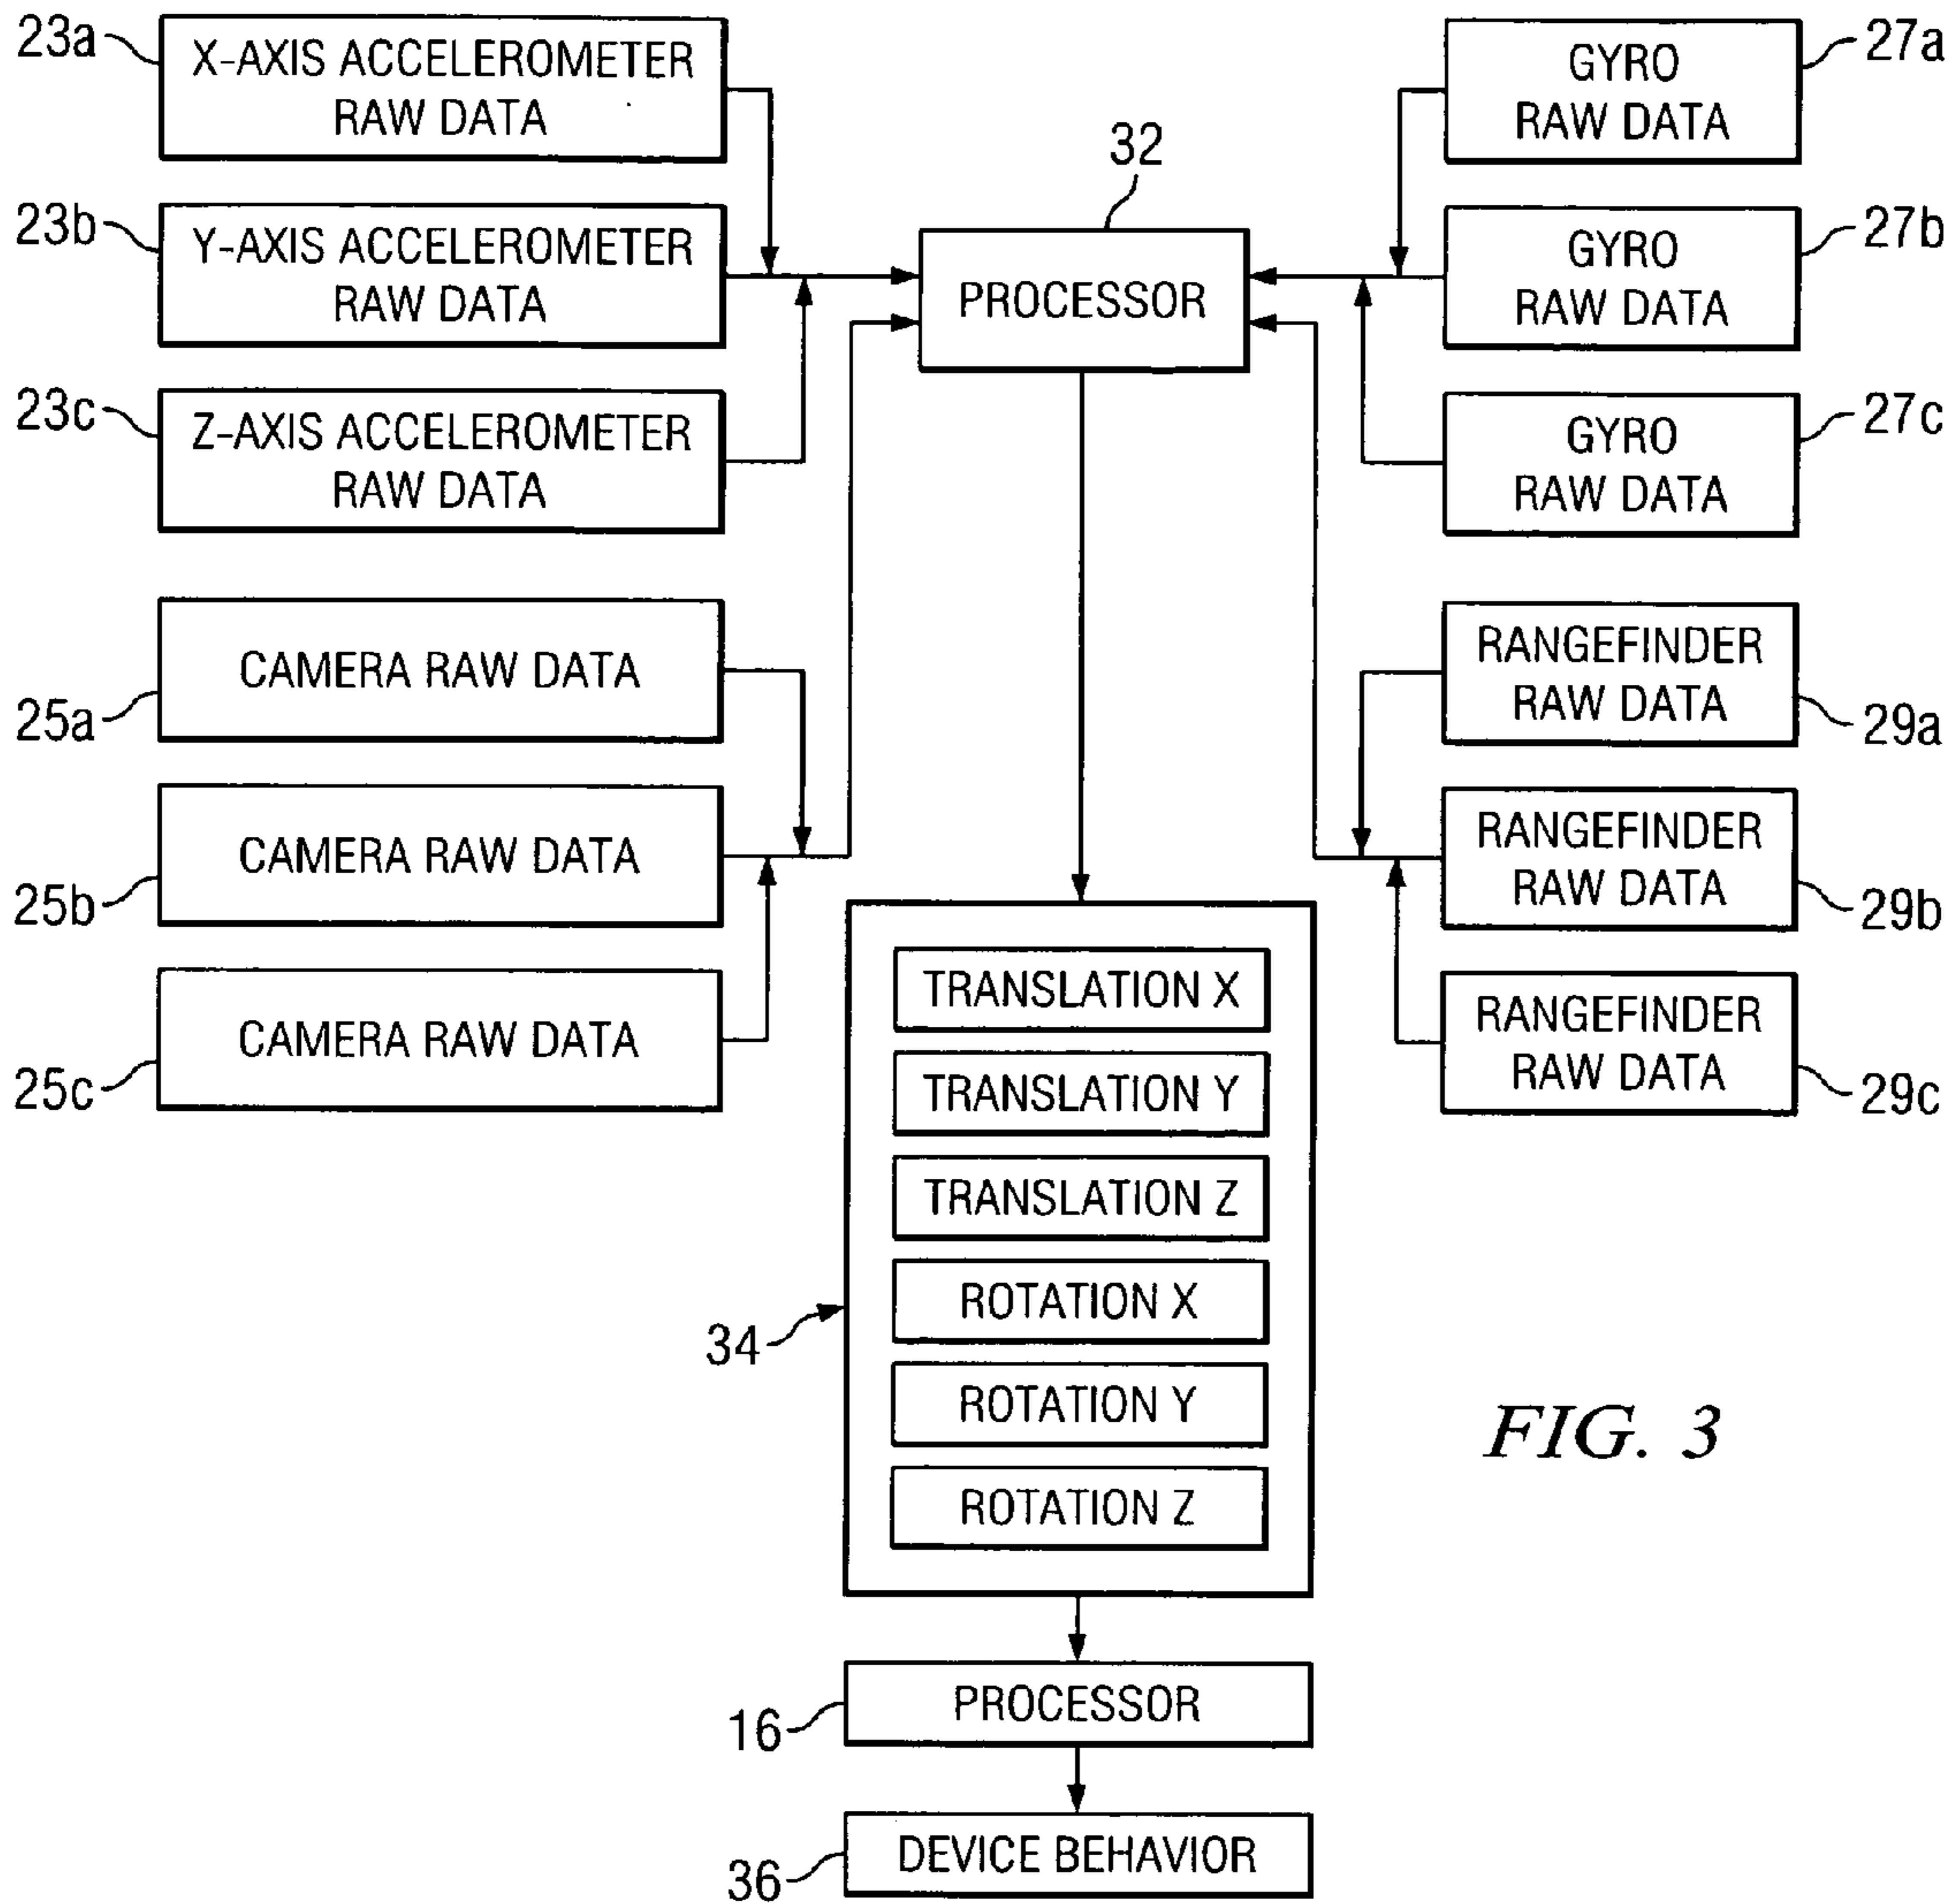 23a
X-AXIS ACCELEROMETER
RAW DATA
23b
Y-AXIS ACCELEROMETER
RAW DATA
23c
Z-AXIS ACCELEROMETER
RAW DATA
25a
CAMERA RAW DATA
25b
CAMERA RAW DATA
25c
CAMERA RAW DATA
32
PROCESSOR
27a
GYRO
RAW DATA
27b
GYRO
RAW DATA
27c
GYRO
RAW DATA
29a
RANGEFINDER
RAW DATA
29b
RANGEFINDER
RAW DATA
29c
RANGEFINDER
RAW DATA
34
TRANSLATION X
TRANSLATION Y
TRANSLATION Z
ROTATION X
ROTATION Y
ROTATION Z
16
PROCESSOR
36
DEVICE BEHAVIOR
FIG. 3